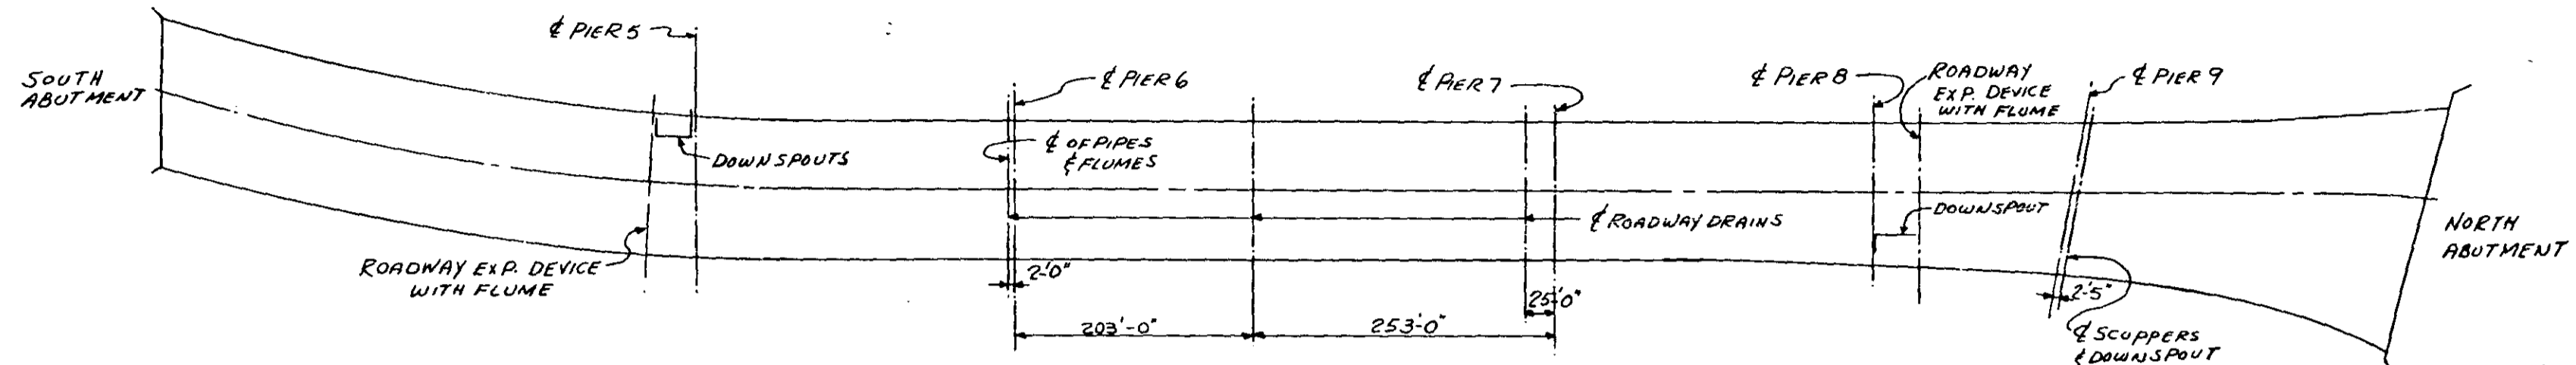 ℄ PIER 5
SOUTH
ABUTMENT
℄ PIER 6
℄ PIER 7
℄ PIER 8
ROADWAY
EXP. DEVICE
WITH FLUME
℄ PIER 9
DOWNSPOUTS
℄ OF PIPES
& FLUMES
℄ ROADWAY DRAINS
DOWNSPOUT
NORTH
ABUTMENT
ROADWAY EXP. DEVICE
WITH FLUME
2'-0"
25'-0"
2'-5"
203'-0"
253'-0"
℄ SCUPPERS
& DOWNSPOUT